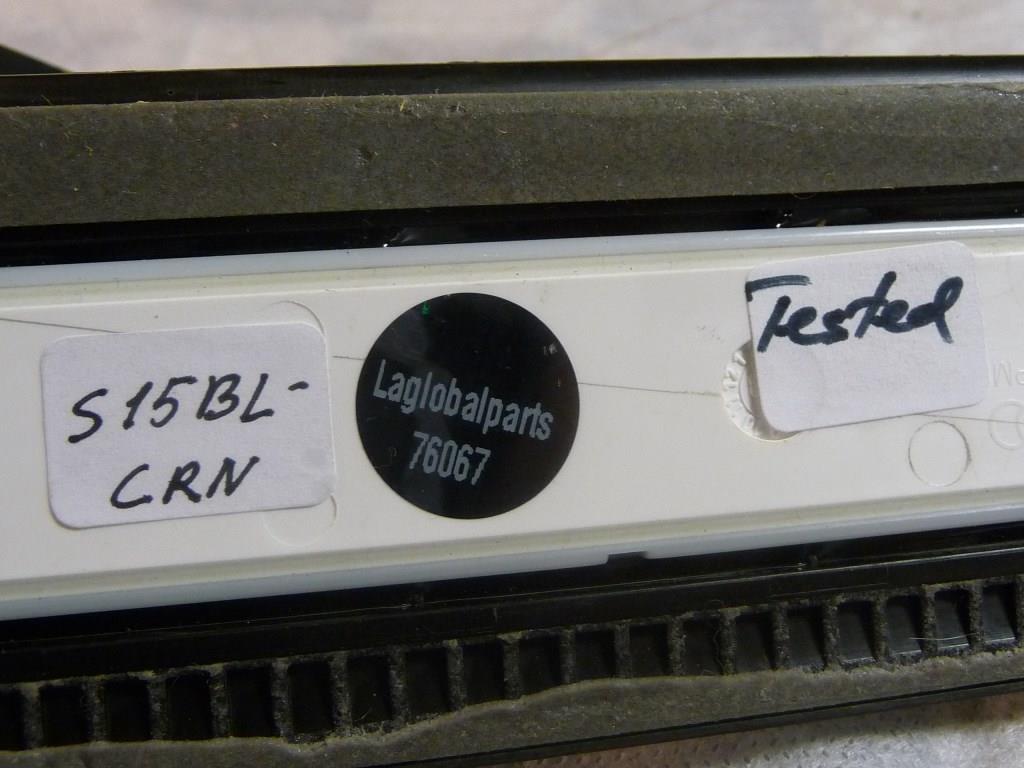 S15BL-
CRN
Laglobalparts
76067
Tested